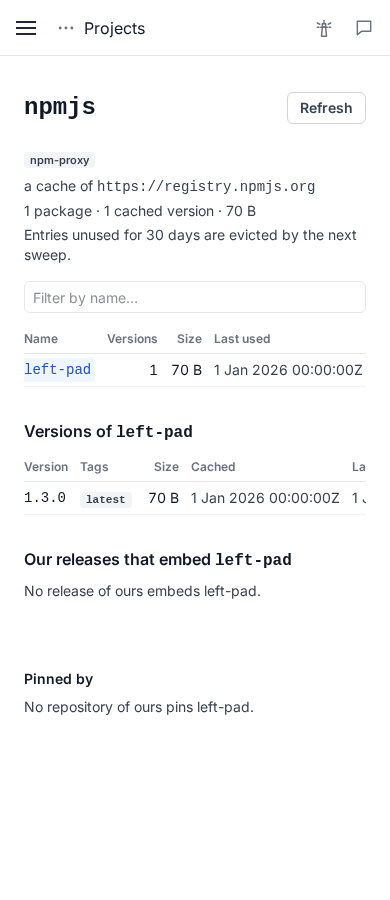 ··· Projects
npmjs
Refresh
npm-proxy
a cache of https://registry.npmjs.org
1 package · 1 cached version · 70 B
Entries unused for 30 days are evicted by the next
sweep.
Filter by name...
Name Versions Size Last used
left-pad 1 70 B 1 Jan 2026 00:00:00Z
Versions of left-pad
Version Tags Size Cached La
1.3.0 latest 70 B 1 Jan 2026 00:00:00Z 1 J
Our releases that embed left-pad
No release of ours embeds left-pad.
Pinned by
No repository of ours pins left-pad.